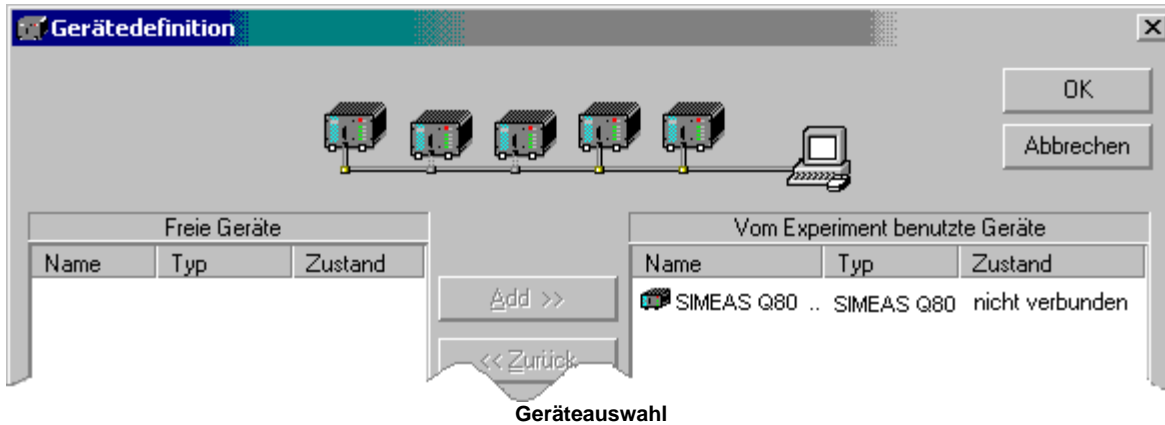 Gerätedefinition
OK
Abbrechen
Freie Geräte
Name Typ Zustand
Add >>
<< Zurück
Vom Experiment benutzte Geräte
Name Typ Zustand
SIMEAS Q80 .. SIMEAS Q80 nicht verbunden
Geräteauswahl